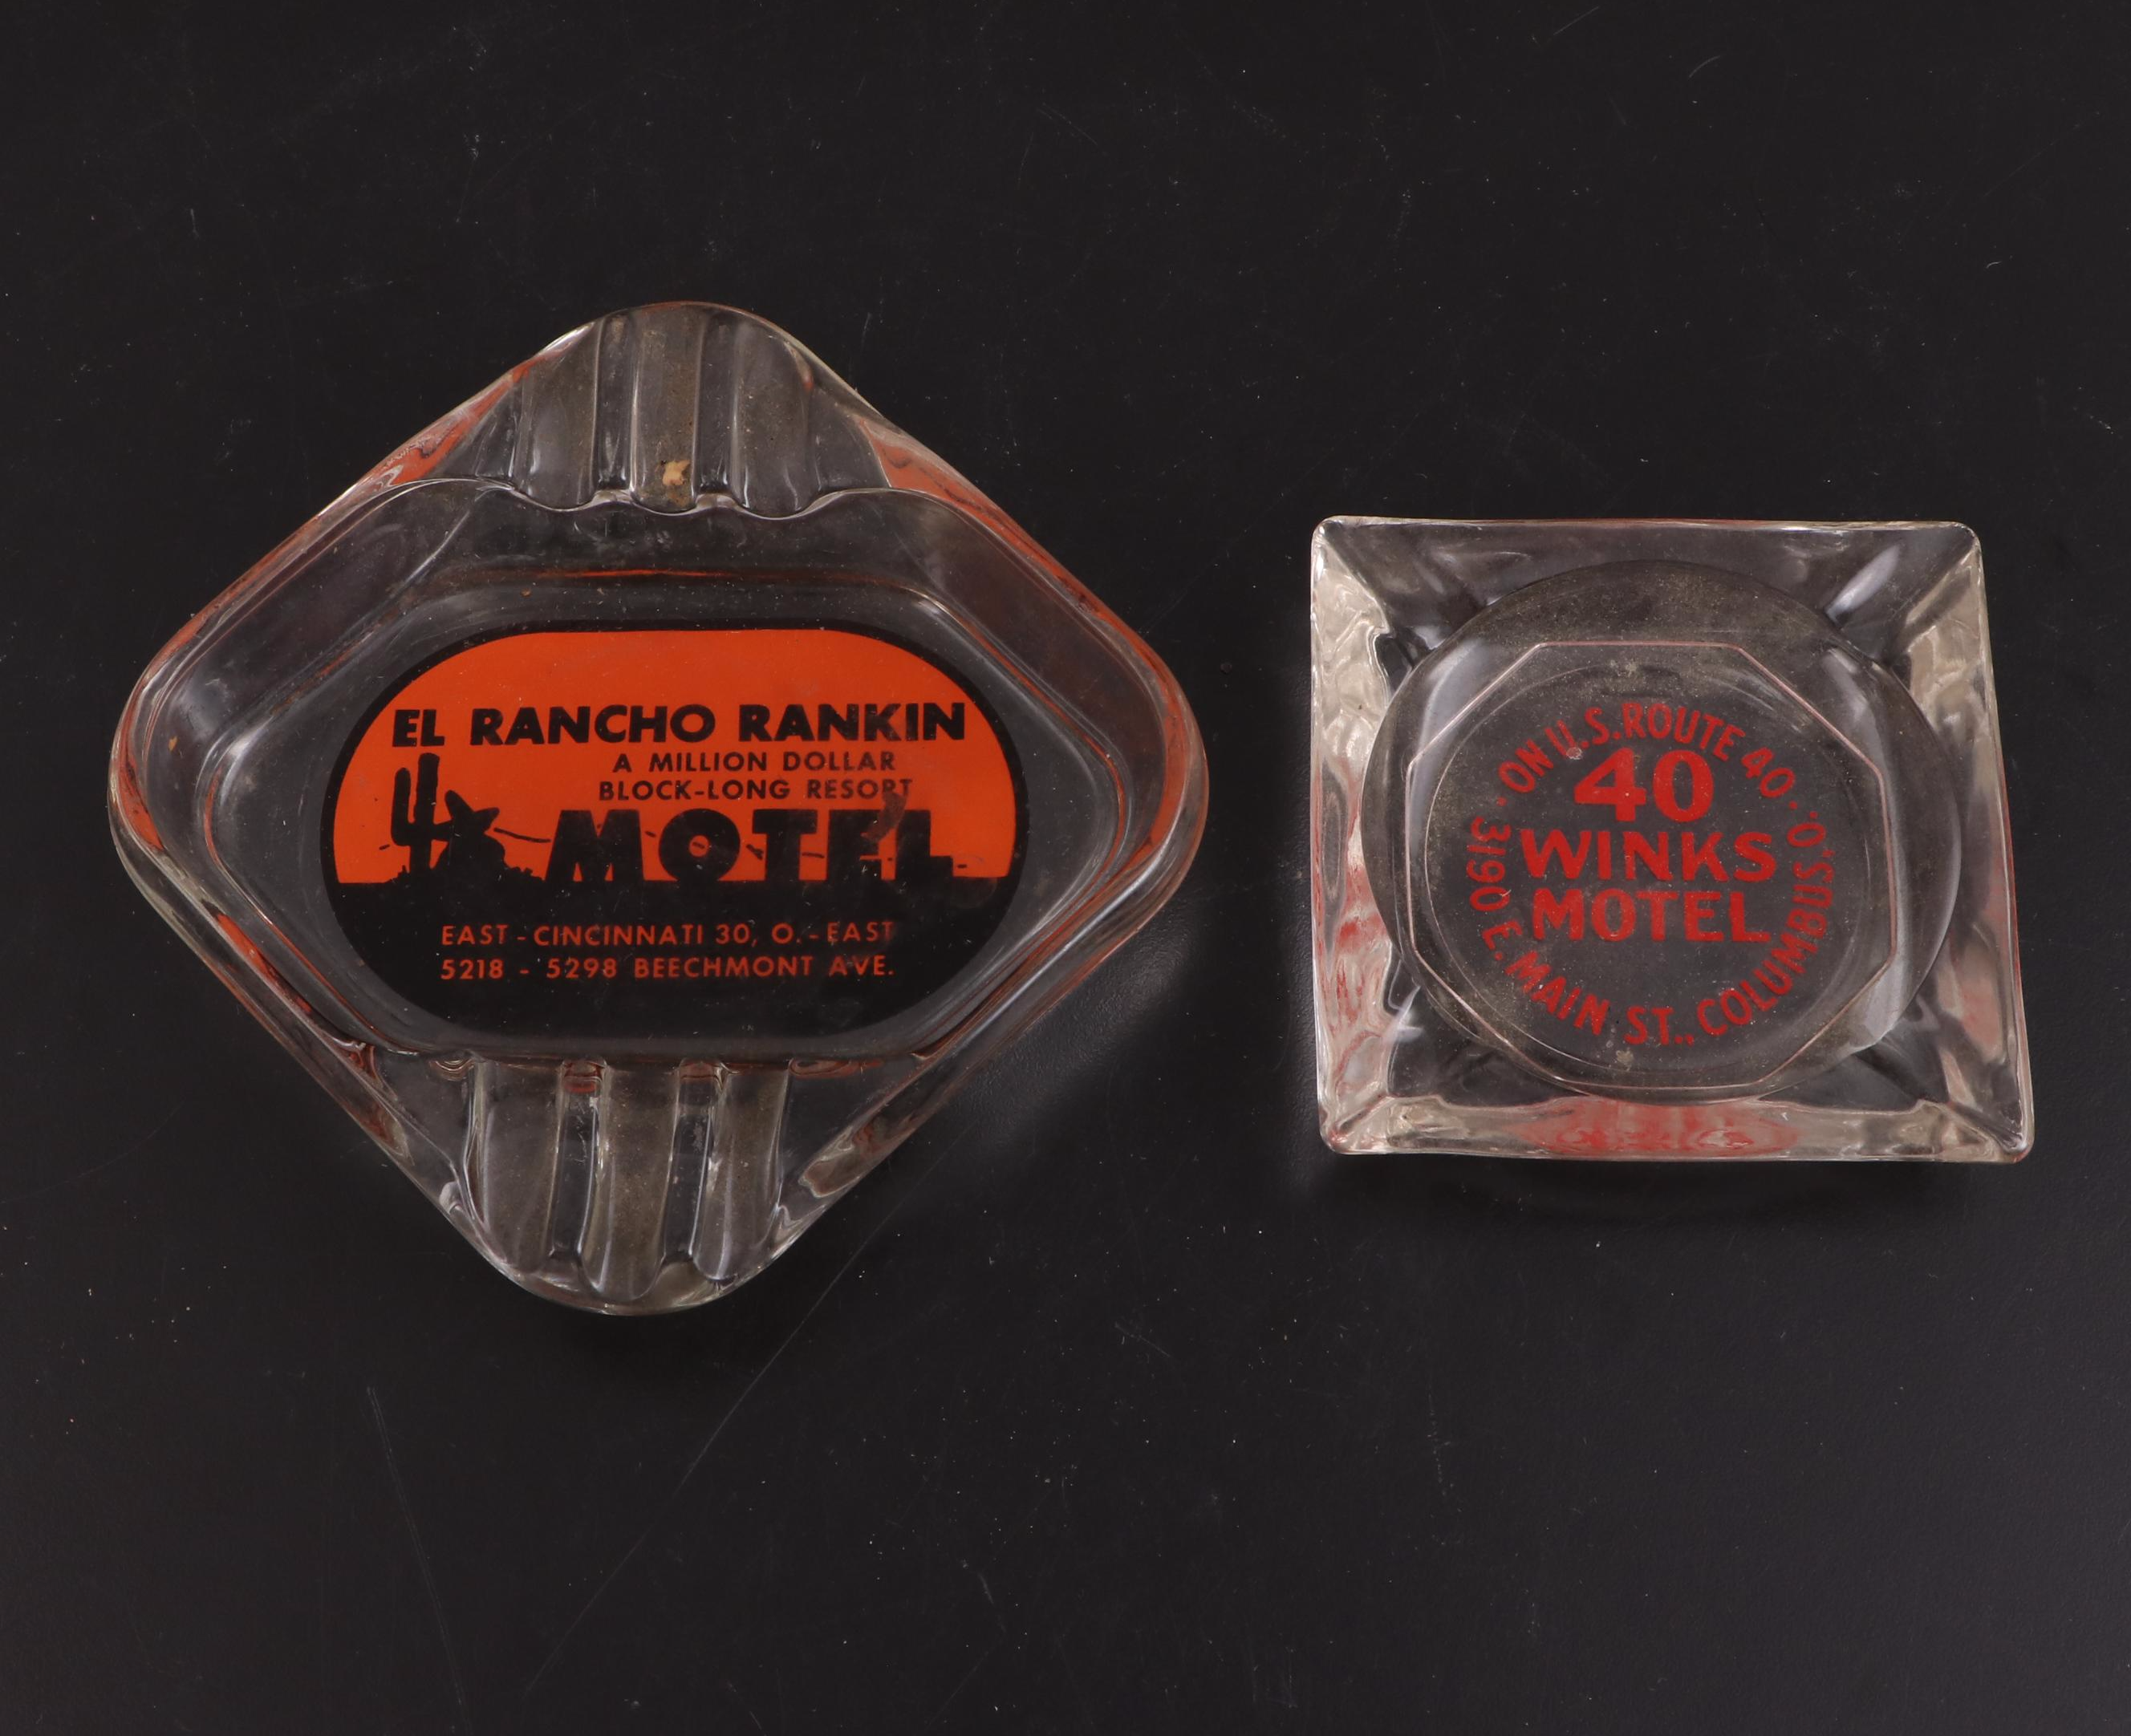 EL RANCHO RANKIN
A MILLION DOLLAR
BLOCK-LONG RESORT
MOTEL
EAST - CINCINNATI 30, O. - EAST
5218 - 5298 BEECHMONT AVE.
· ON U.S. ROUTE 40 ·
40
WINKS
MOTEL
3190 E. MAIN ST., COLUMBUS, O.